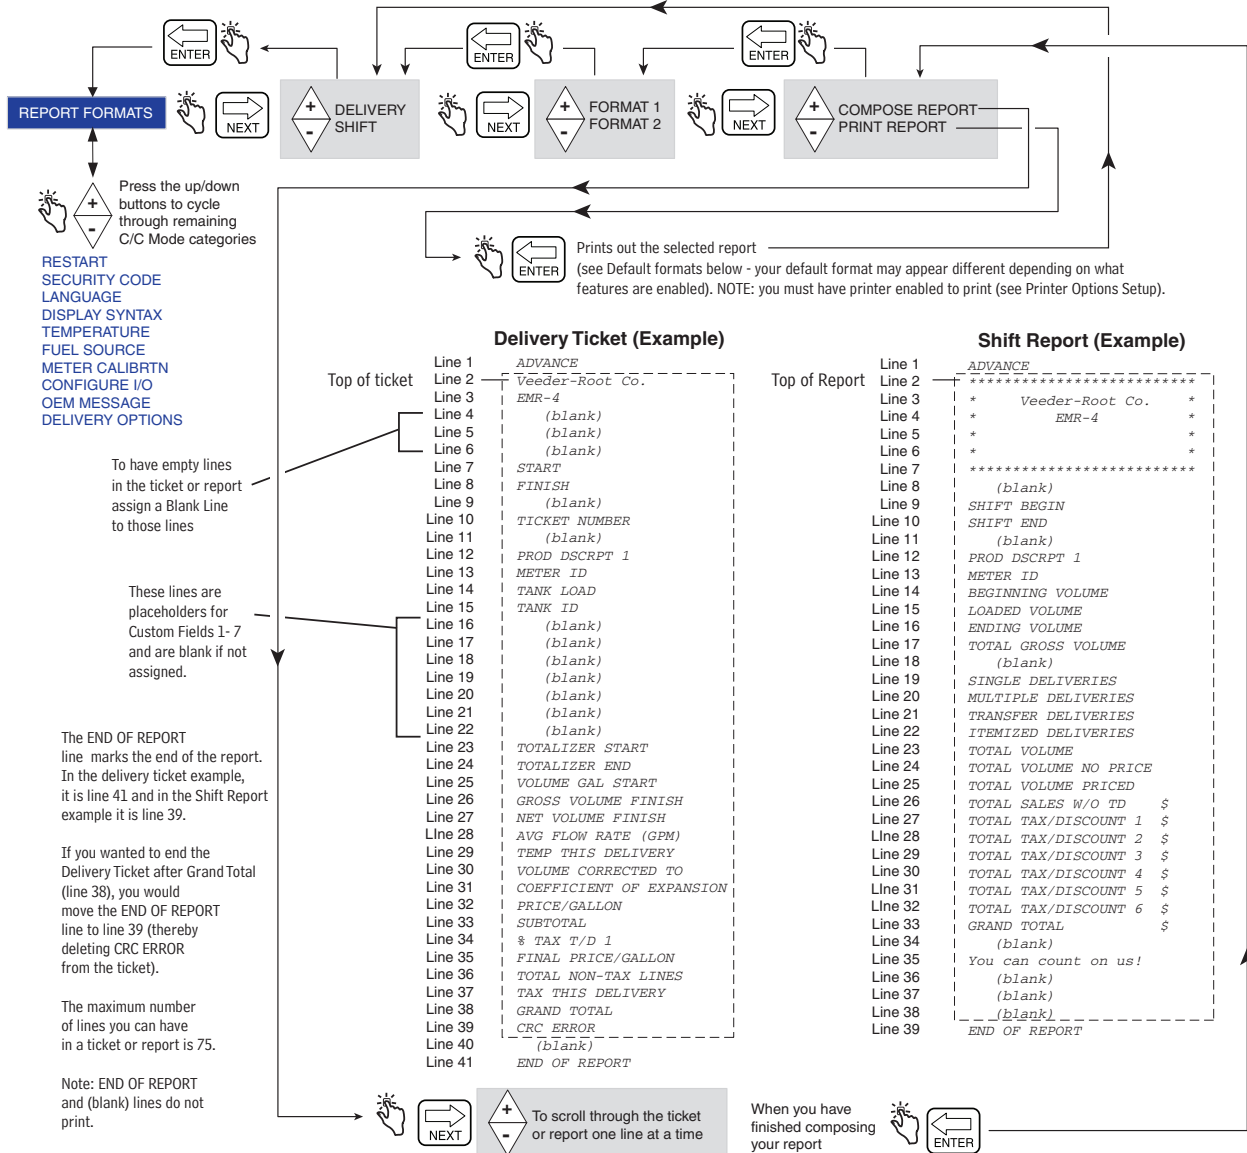 ENTER
ENTER
ENTER
REPORT FORMATS
NEXT
+
-
DELIVERY
SHIFT
NEXT
+
-
FORMAT 1
FORMAT 2
NEXT
+
-
COMPOSE REPORT
PRINT REPORT
+
-
Press the up/down
buttons to cycle
through remaining
C/C Mode categories
RESTART
SECURITY CODE
LANGUAGE
DISPLAY SYNTAX
TEMPERATURE
FUEL SOURCE
METER CALIBRTN
CONFIGURE I/O
OEM MESSAGE
DELIVERY OPTIONS
ENTER
Prints out the selected report
(see Default formats below - your default format may appear different depending on what
features are enabled). NOTE: you must have printer enabled to print (see Printer Options Setup).
To have empty lines
in the ticket or report
assign a Blank Line
to those lines
These lines are
placeholders for
Custom Fields 1- 7
and are blank if not
assigned.
The END OF REPORT
line marks the end of the report.
In the delivery ticket example,
it is line 41 and in the Shift Report
example it is line 39.
If you wanted to end the
Delivery Ticket after Grand Total
(line 38), you would
move the END OF REPORT
line to line 39 (thereby
deleting CRC ERROR
from the ticket).
The maximum number
of lines you can have
in a ticket or report is 75.
Note: END OF REPORT
and (blank) lines do not
print.
Delivery Ticket (Example)
Top of ticket
Line 1 ADVANCE
Line 2 Veeder-Root Co.
Line 3 EMR-4
Line 4 (blank)
Line 5 (blank)
Line 6 (blank)
Line 7 START
Line 8 FINISH
Line 9 (blank)
Line 10 TICKET NUMBER
Line 11 (blank)
Line 12 PROD DSCRPT 1
Line 13 METER ID
Line 14 TANK LOAD
Line 15 TANK ID
Line 16 (blank)
Line 17 (blank)
Line 18 (blank)
Line 19 (blank)
Line 20 (blank)
Line 21 (blank)
Line 22 (blank)
Line 23 TOTALIZER START
Line 24 TOTALIZER END
Line 25 VOLUME GAL START
Line 26 GROSS VOLUME FINISH
Line 27 NET VOLUME FINISH
LIne 28 AVG FLOW RATE (GPM)
Line 29 TEMP THIS DELIVERY
Line 30 VOLUME CORRECTED TO
Line 31 COEFFICIENT OF EXPANSION
Line 32 PRICE/GALLON
Line 33 SUBTOTAL
Line 34 % TAX T/D 1
Line 35 FINAL PRICE/GALLON
Line 36 TOTAL NON-TAX LINES
Line 37 TAX THIS DELIVERY
Line 38 GRAND TOTAL
Line 39 CRC ERROR
Line 40 (blank)
Line 41 END OF REPORT
Shift Report (Example)
Top of Report
Line 1 ADVANCE
Line 2 **************************
Line 3 * Veeder-Root Co. *
Line 4 * EMR-4 *
Line 5 * *
Line 6 * *
Line 7 **************************
Line 8 (blank)
Line 9 SHIFT BEGIN
Line 10 SHIFT END
Line 11 (blank)
Line 12 PROD DSCRPT 1
Line 13 METER ID
Line 14 BEGINNING VOLUME
Line 15 LOADED VOLUME
Line 16 ENDING VOLUME
Line 17 TOTAL GROSS VOLUME
Line 18 (blank)
Line 19 SINGLE DELIVERIES
Line 20 MULTIPLE DELIVERIES
Line 21 TRANSFER DELIVERIES
Line 22 ITEMIZED DELIVERIES
Line 23 TOTAL VOLUME
Line 24 TOTAL VOLUME NO PRICE
Line 25 TOTAL VOLUME PRICED
Line 26 TOTAL SALES W/O TD $
Line 27 TOTAL TAX/DISCOUNT 1 $
LIne 28 TOTAL TAX/DISCOUNT 2 $
Line 29 TOTAL TAX/DISCOUNT 3 $
Line 30 TOTAL TAX/DISCOUNT 4 $
LIne 31 TOTAL TAX/DISCOUNT 5 $
LIne 32 TOTAL TAX/DISCOUNT 6 $
Line 33 GRAND TOTAL $
Line 34 (blank)
Line 35 You can count on us!
Line 36 (blank)
Line 37 (blank)
Line 38 (blank)
Line 39 END OF REPORT
NEXT
+
-
To scroll through the ticket
or report one line at a time
When you have
finished composing
your report
ENTER